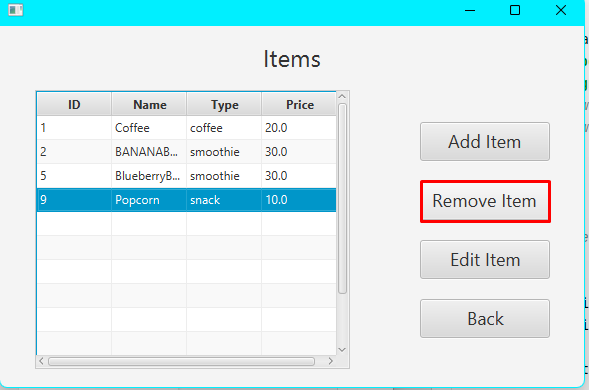 Items
ID Name Type Price
1 Coffee coffee 20.0
2 BANANAB... smoothie 30.0
5 BlueberryB... smoothie 30.0
9 Popcorn snack 10.0
Add Item
Remove Item
Edit Item
Back